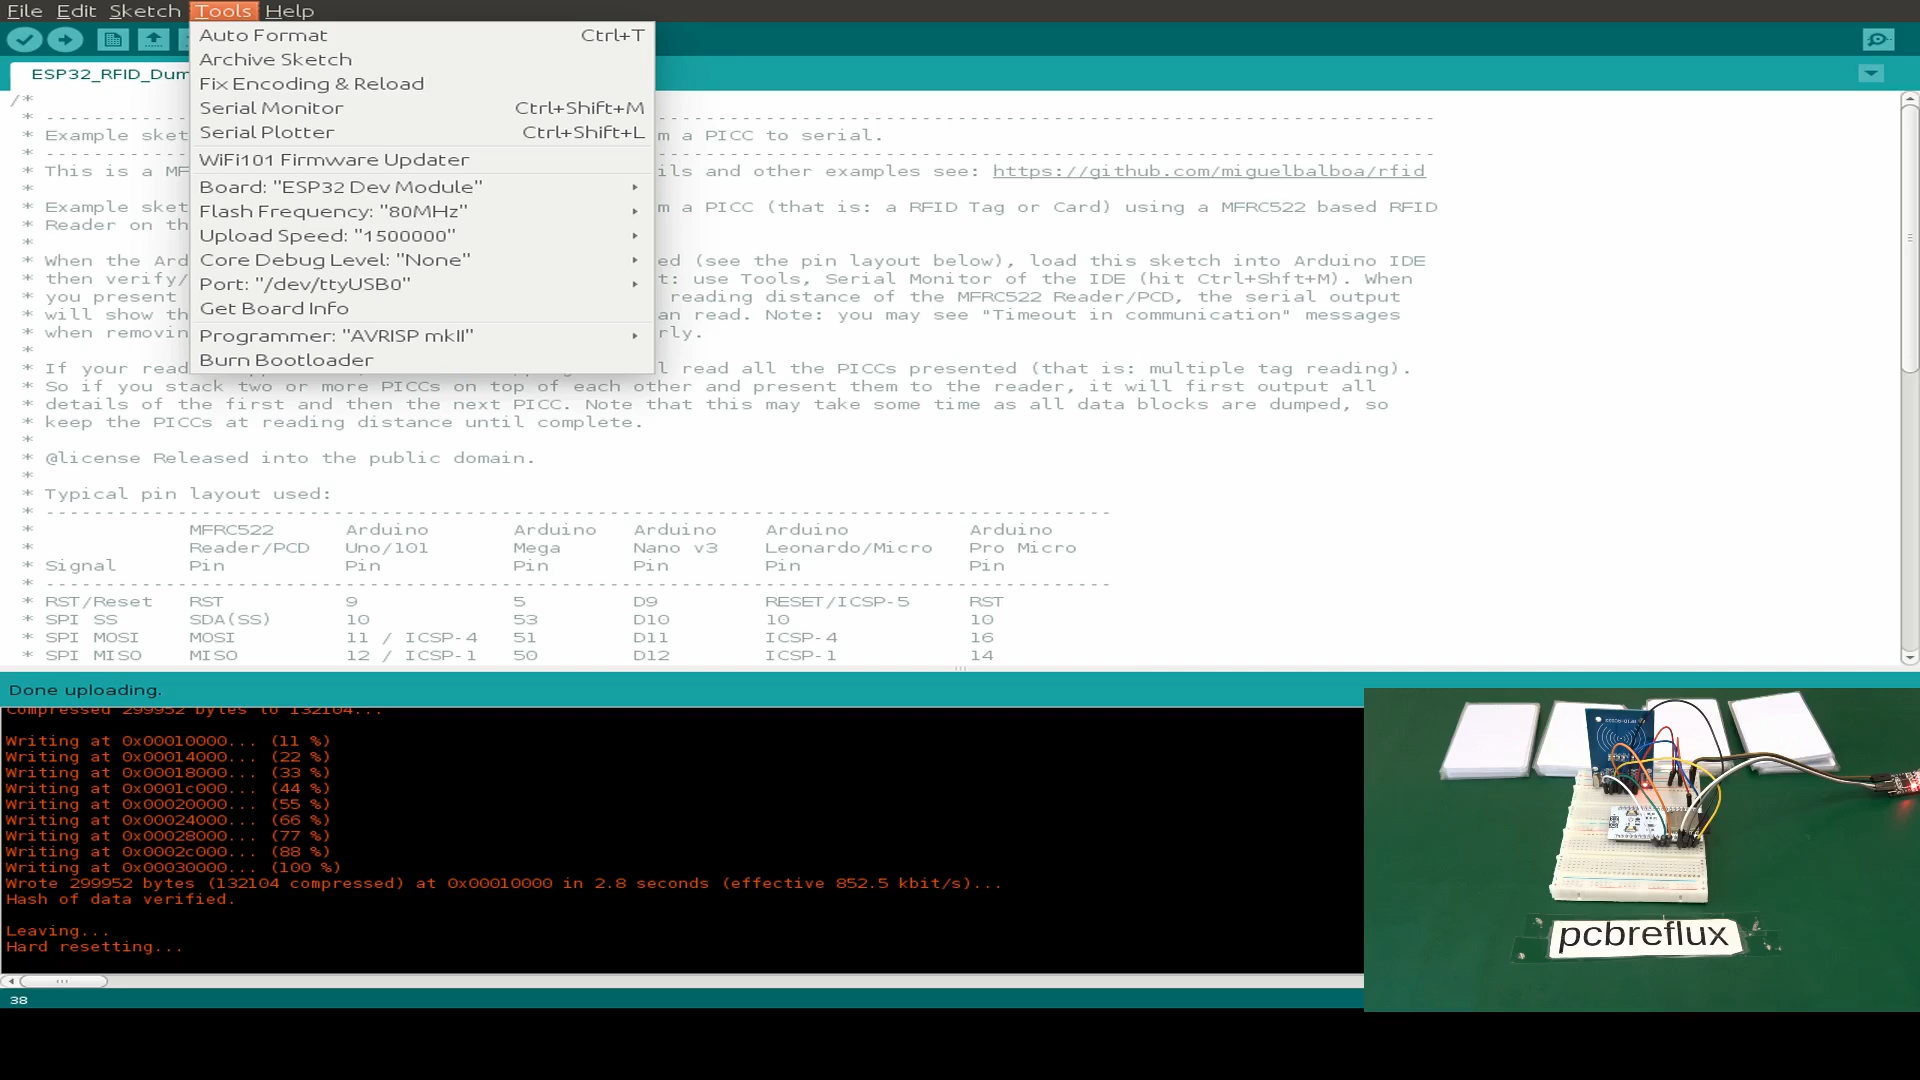 File Edit Sketch Tools Help
Auto Format Ctrl+T
Archive Sketch
Fix Encoding & Reload
Serial Monitor Ctrl+Shift+M
Serial Plotter Ctrl+Shift+L
WiFi101 Firmware Updater
Board: "ESP32 Dev Module"
Flash Frequency: "80MHz"
Upload Speed: "1500000"
Core Debug Level: "None"
Port: "/dev/ttyUSB0"
Get Board Info
Programmer: "AVRISP mkII"
Burn Bootloader
ESP32_RFID_Dum
/*
* --------------------------------------------------------------------------------------------------------------------
* Example sket m a PICC to serial.
* --------------------------------------------------------------------------------------------------------------------
* This is a MF ils and other examples see: https://github.com/miguelbalboa/rfid
*
* Example sket m a PICC (that is: a RFID Tag or Card) using a MFRC522 based RFID
* Reader on th
*
* When the Ard d (see the pin layout below), load this sketch into Arduino IDE
* then verify/ t: use Tools, Serial Monitor of the IDE (hit Ctrl+Shft+M). When
* you present reading distance of the MFRC522 Reader/PCD, the serial output
* will show th an read. Note: you may see "Timeout in communication" messages
* when removin rly.
*
* If your read l read all the PICCs presented (that is: multiple tag reading).
* So if you stack two or more PICCs on top of each other and present them to the reader, it will first output all
* details of the first and then the next PICC. Note that this may take some time as all data blocks are dumped, so
* keep the PICCs at reading distance until complete.
*
* @license Released into the public domain.
*
* Typical pin layout used:
* -----------------------------------------------------------------------------------------
* MFRC522 Arduino Arduino Arduino Arduino Arduino
* Reader/PCD Uno/101 Mega Nano v3 Leonardo/Micro Pro Micro
* Signal Pin Pin Pin Pin Pin Pin
* -----------------------------------------------------------------------------------------
* RST/Reset RST 9 5 D9 RESET/ICSP-5 RST
* SPI SS SDA(SS) 10 53 D10 10 10
* SPI MOSI MOSI 11 / ICSP-4 51 D11 ICSP-4 16
* SPI MISO MISO 12 / ICSP-1 50 D12 ICSP-1 14
Done uploading.
Compressed 299952 bytes to 132104...
Writing at 0x00010000... (11 %)
Writing at 0x00014000... (22 %)
Writing at 0x00018000... (33 %)
Writing at 0x0001c000... (44 %)
Writing at 0x00020000... (55 %)
Writing at 0x00024000... (66 %)
Writing at 0x00028000... (77 %)
Writing at 0x0002c000... (88 %)
Writing at 0x00030000... (100 %)
Wrote 299952 bytes (132104 compressed) at 0x00010000 in 2.8 seconds (effective 852.5 kbit/s)...
Hash of data verified.
Leaving...
Hard resetting...
38
pcbreflux